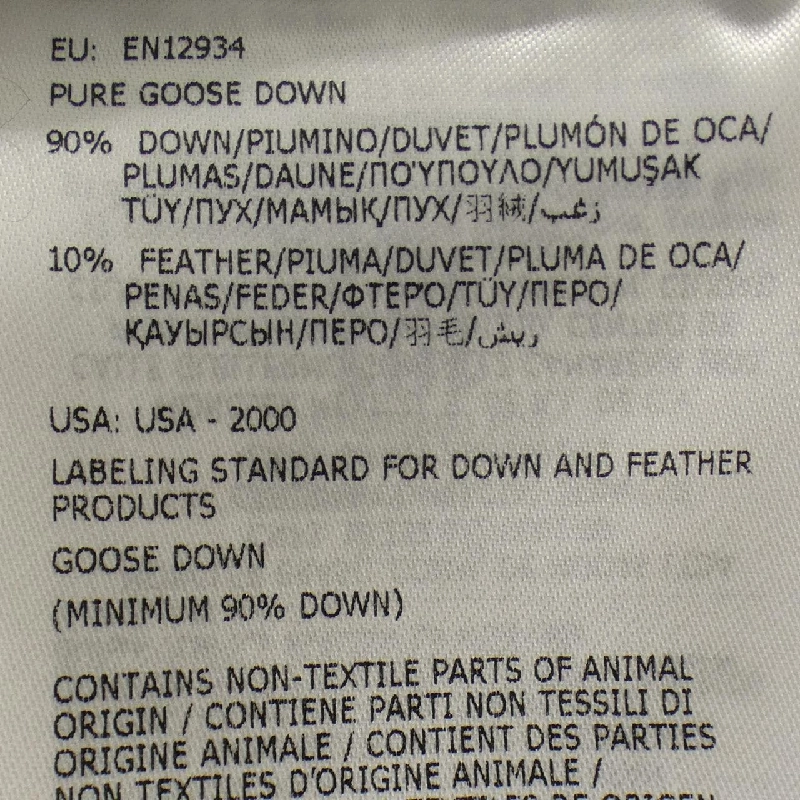 EU: EN12934
PURE GOOSE DOWN
90% DOWN/PIUMINO/DUVET/PLUMÓN DE OCA/
PLUMAS/DAUNE/ΠΟΎΠΟΥΛΟ/YUMUŞAK
TÜY/ПУХ/МАМЫҚ/ПУХ/羽絨/زغب
10% FEATHER/PIUMA/DUVET/PLUMA DE OCA/
PENAS/FEDER/ΦΤΕΡΌ/TÜY/ПЕРО/
ҚАУЫРСЫН/ПЕРО/羽毛/ريش
USA: USA - 2000
LABELING STANDARD FOR DOWN AND FEATHER
PRODUCTS
GOOSE DOWN
(MINIMUM 90% DOWN)
CONTAINS NON-TEXTILE PARTS OF ANIMAL
ORIGIN / CONTIENE PARTI NON TESSILI DI
ORIGINE ANIMALE / CONTIENT DES PARTIES
NON TEXTILES D'ORIGINE ANIMALE /